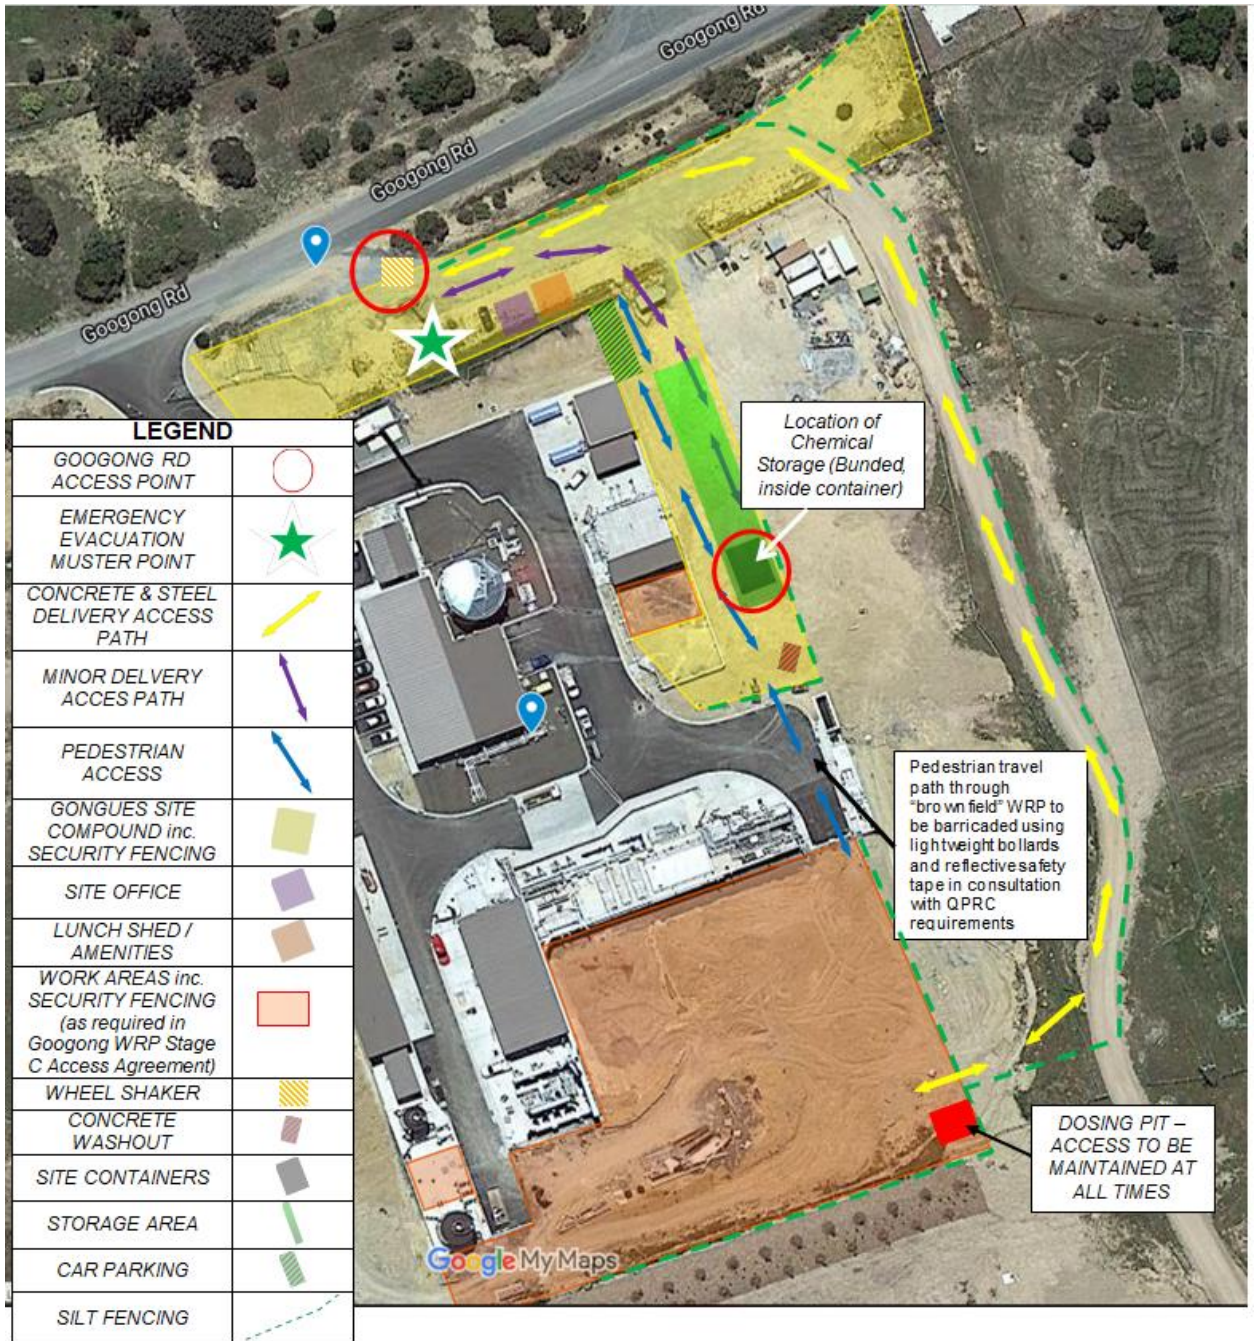 Googong Rd
Googong Rd
Googong Rd
LEGEND
GOOGONG RD
ACCESS POINT
EMERGENCY
EVACUATION
MUSTER POINT
CONCRETE & STEEL
DELIVERY ACCESS
PATH
MINOR DELVERY
ACCES PATH
PEDESTRIAN
ACCESS
GONGUES SITE
COMPOUND inc.
SECURITY FENCING
SITE OFFICE
LUNCH SHED /
AMENITIES
WORK AREAS inc.
SECURITY FENCING
(as required in
Googong WRP Stage
C Access Agreement)
WHEEL SHAKER
CONCRETE
WASHOUT
SITE CONTAINERS
STORAGE AREA
CAR PARKING
SILT FENCING
Location of
Chemical
Storage (Bunded,
inside container)
Pedestrian travel
path through
"brownfield" WRP to
be barricaded using
lightweight bollards
and reflective safety
tape in consultation
with QPRC
requirements
DOSING PIT –
ACCESS TO BE
MAINTAINED AT
ALL TIMES
Google My Maps